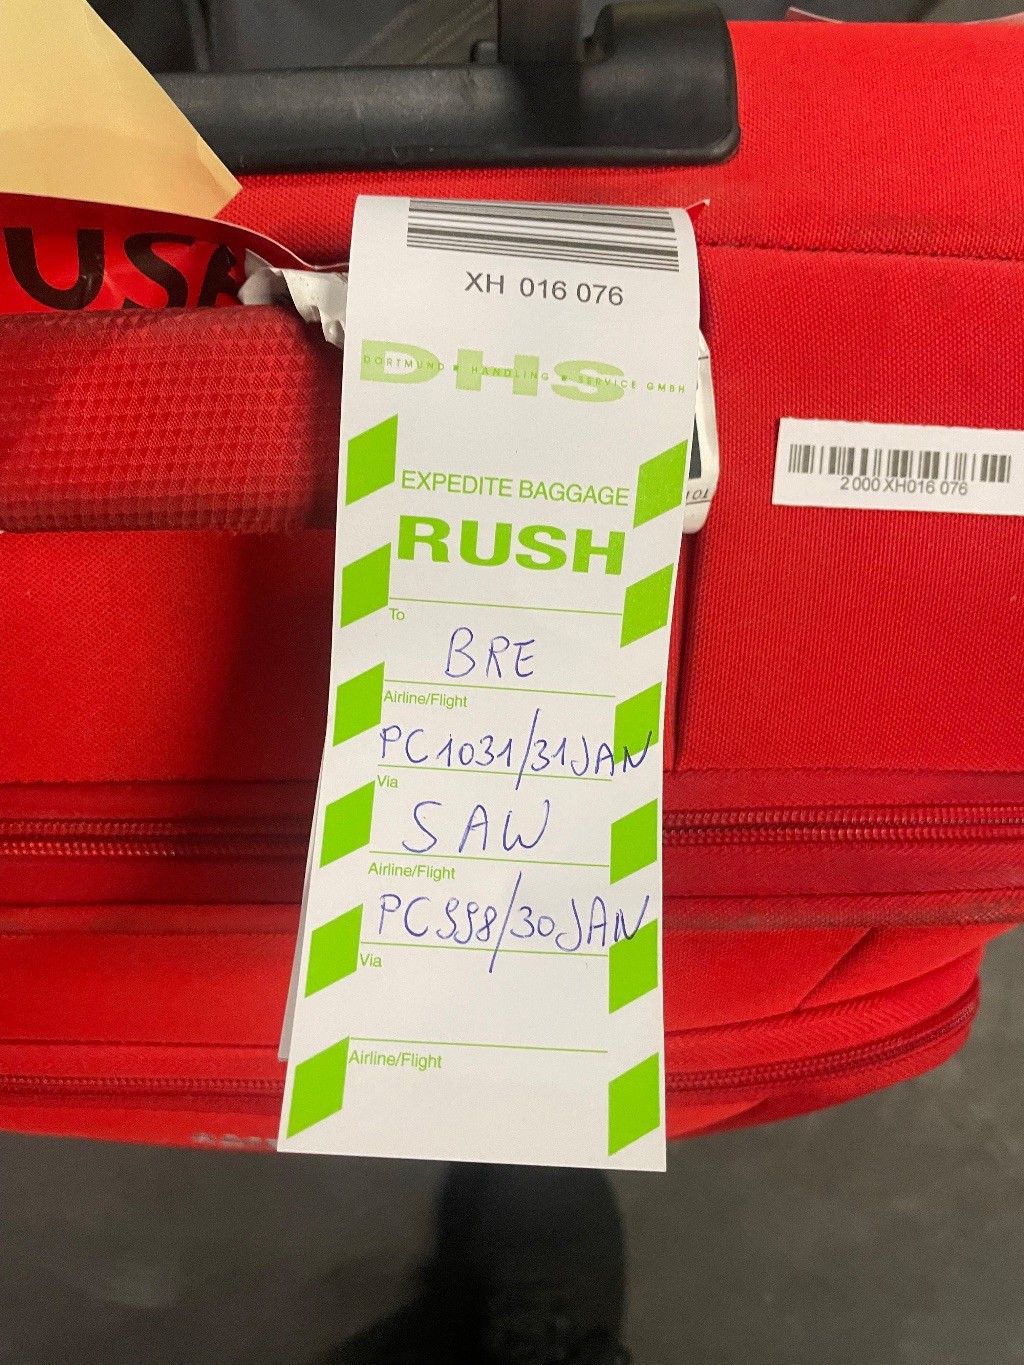 USA
XH 016 076
DHS
DORTMUND ■ HANDLING ■ SERVICE GMBH
2000 XH016 076
EXPEDITE BAGGAGE
RUSH
To
BRE
Airline/Flight
PC1031/31JAN
Via
SAW
Airline/Flight
PC998/30JAN
Via
Airline/Flight